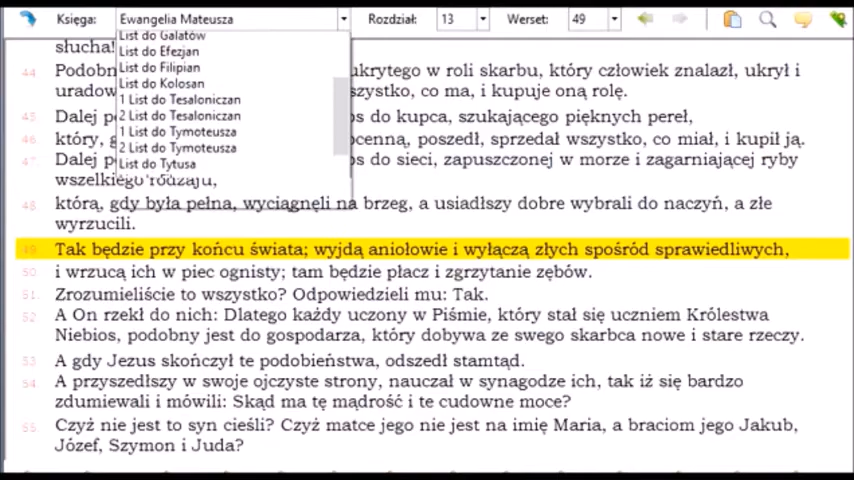 Księga: Ewangelia Mateusza Rozdział: 13 Werset: 49
List do Galatów
List do Efezjan
List do Filipian
List do Kolosan
1 List do Tesaloniczan
2 List do Tesaloniczan
1 List do Tymoteusza
2 List do Tymoteusza
List do Tytusa
słucha!
44 Podobn ukrytego w roli skarbu, który człowiek znalazł, ukrył i
uradow szystko, co ma, i kupuje oną rolę.
45 Dalej p os do kupca, szukającego pięknych pereł,
46 który, g ocenną, poszedł, sprzedał wszystko, co miał, i kupił ją.
47 Dalej p os do sieci, zapuszczonej w morze i zagarniającej ryby
wszelkiego rodzaju,
48 którą, gdy była pełna, wyciągnęli na brzeg, a usiadłszy dobre wybrali do naczyń, a złe
wyrzucili.
49 Tak będzie przy końcu świata; wyjdą aniołowie i wyłączą złych spośród sprawiedliwych,
50 i wrzucą ich w piec ognisty; tam będzie płacz i zgrzytanie zębów.
51 Zrozumieliście to wszystko? Odpowiedzieli mu: Tak.
52 A On rzekł do nich: Dlatego każdy uczony w Piśmie, który stał się uczniem Królestwa
Niebios, podobny jest do gospodarza, który dobywa ze swego skarbca nowe i stare rzeczy.
53 A gdy Jezus skończył te podobieństwa, odszedł stamtąd.
54 A przyszedłszy w swoje ojczyste strony, nauczał w synagodze ich, tak iż się bardzo
zdumiewali i mówili: Skąd ma tę mądrość i te cudowne moce?
55 Czyż nie jest to syn cieśli? Czyż matce jego nie jest na imię Maria, a braciom jego Jakub,
Józef, Szymon i Juda?